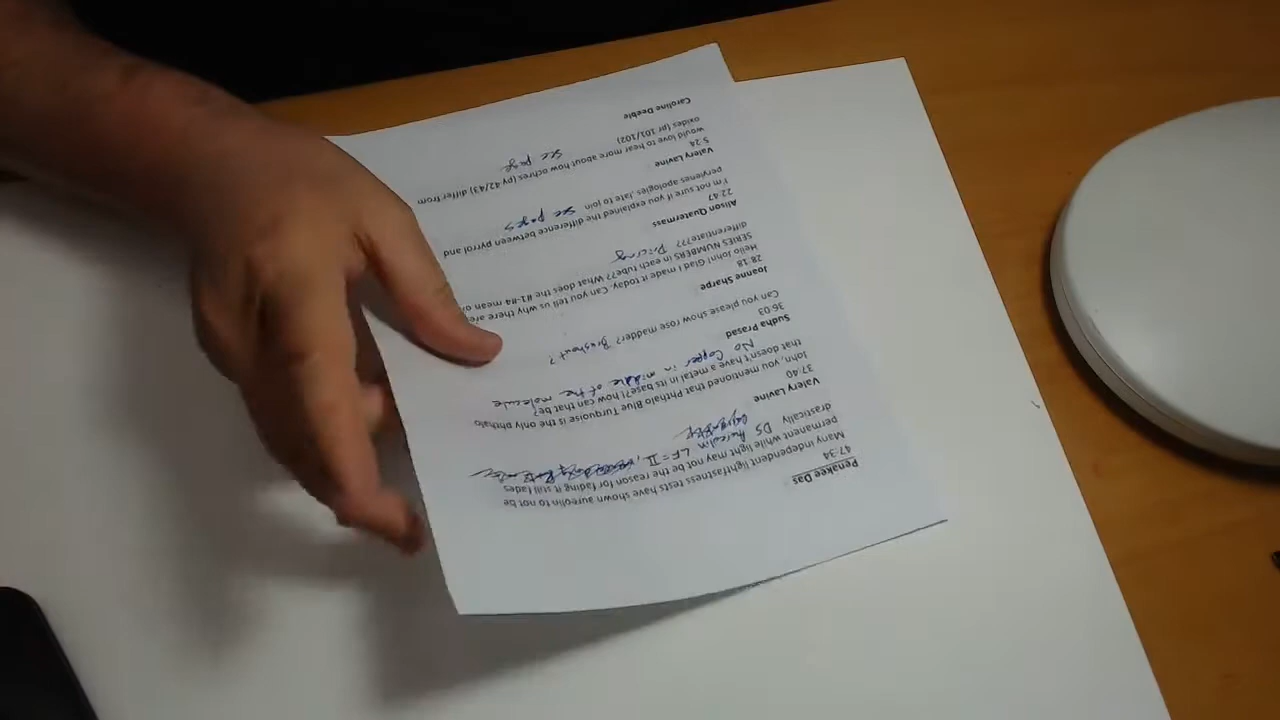 Penakee Das
47:34
Many independent lightfastness tests have shown aureolin to not be
permanent while light may not be the reason for fading it still fades
drastically DS Aureolin LF = II,
Valery Lavine
37:40
John, you mentioned that Phthalo Blue Turquoise is the only phthalo
that doesn't have a metal in its base?! how can that be?
No Copper in middle of the molecule
Sudha Prasad
36:03
Can you please show rose madder? Brushout?
Joanne Sharpe
28:18
Hello John! Glad I made it today. Can you tell us why there are
SERIES NUMBERS in each tube?? What does the #1-#4 mean or
differentiate??? Pricing
Alison Quatermass
22:47
I'm not sure if you explained the difference between pyrrol and
perylenes apologies, late to join see pages
Valery Lavine
5:24
would love to hear more about how ochres (py 42/43) differ from
oxides (pr 101/102) see page
Caroline Deeble